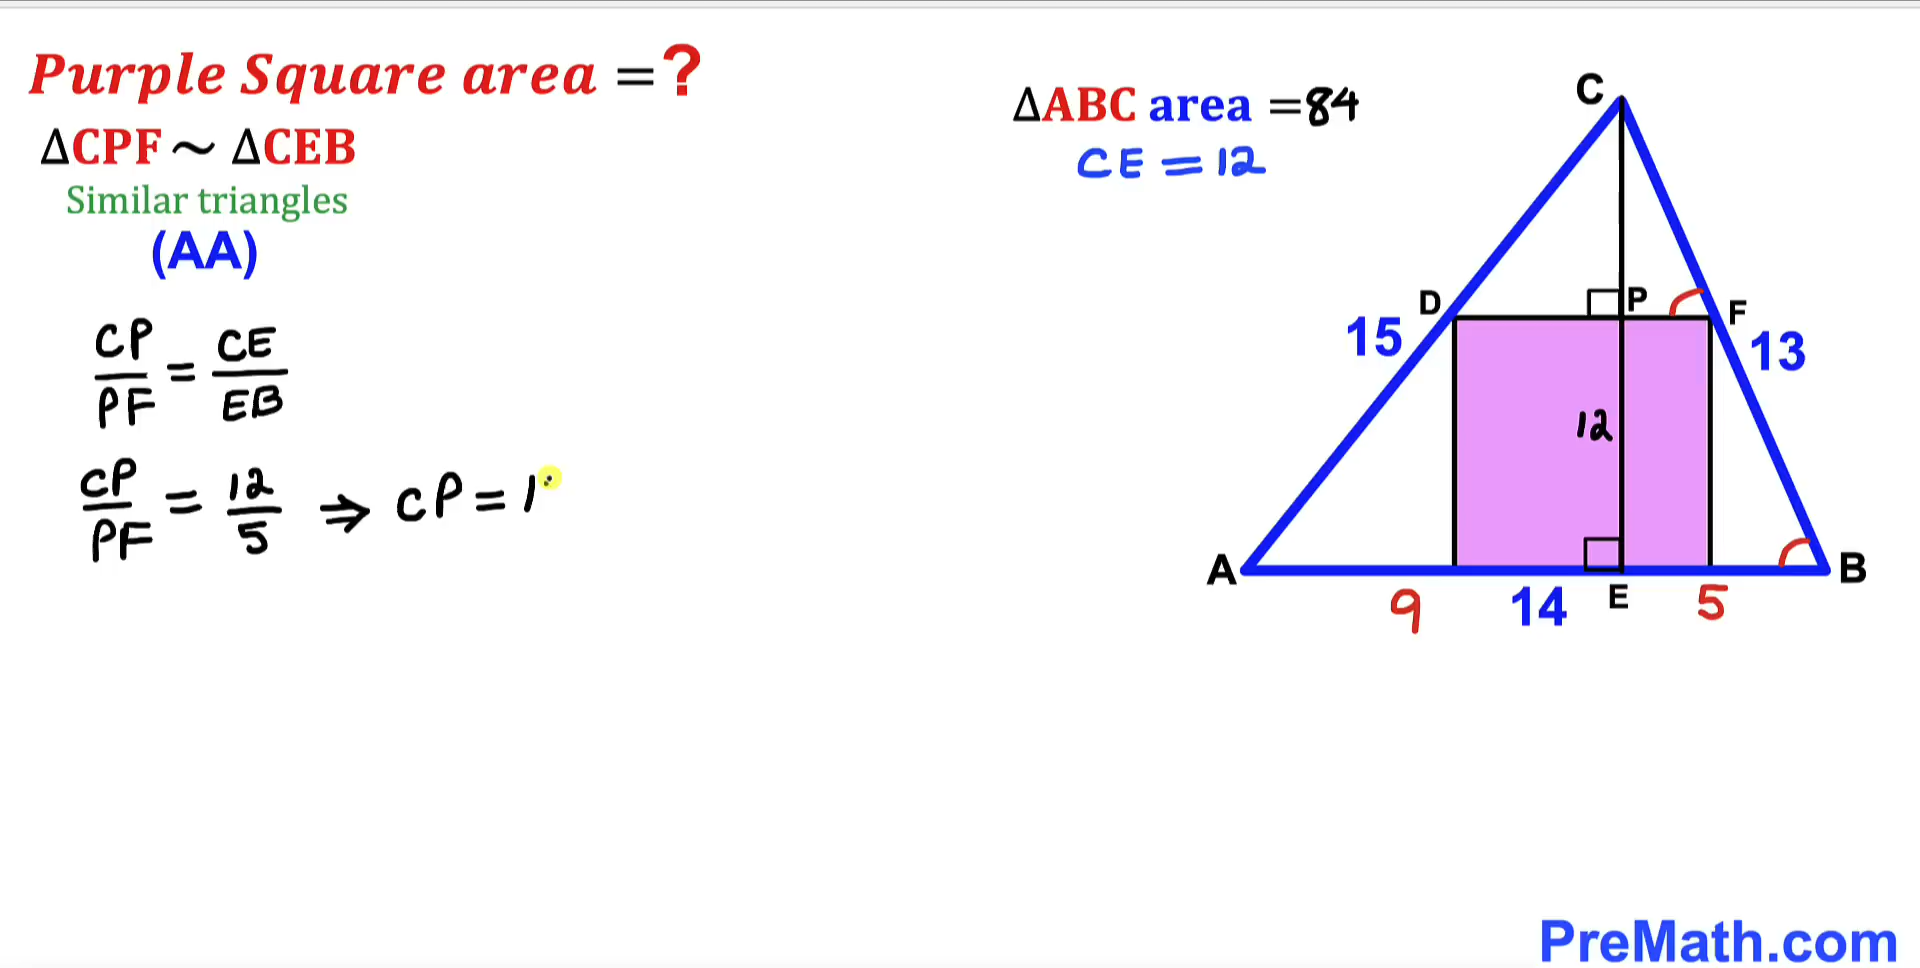 Purple Square area = ?
ΔCPF ~ ΔCEB
Similar triangles
(AA)
CP/PF = CE/EB
CP/PF = 12/5 ⇒ CP = 1
ΔABC area = 84
CE = 12
C
D
P
F
15
13
12
A
B
9
14
E
5
PreMath.com